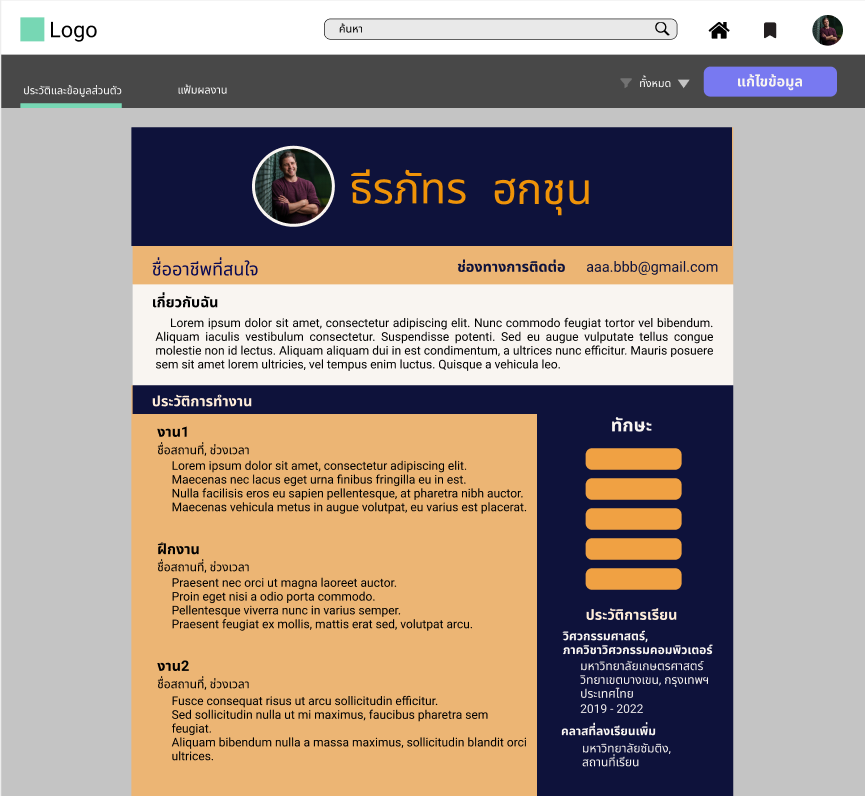 Logo
ค้นหา
ประวัติและข้อมูลส่วนตัว
แฟ้มผลงาน
ทั้งหมด
แก้ไขข้อมูล
ธีรภัทร ฮกชุน
ชื่ออาชีพที่สนใจ
ช่องทางการติดต่อ aaa.bbb@gmail.com
เกี่ยวกับฉัน
Lorem ipsum dolor sit amet, consectetur adipiscing elit. Nunc commodo feugiat tortor vel bibendum.
Aliquam iaculis vestibulum consectetur. Suspendisse potenti. Sed eu augue vulputate tellus congue
molestie non id lectus. Aliquam aliquam dui in est condimentum, a ultrices nunc efficitur. Mauris posuere
sem sit amet lorem ultricies, vel tempus enim luctus. Quisque a vehicula leo.
ประวัติการทำงาน
งาน1
ชื่อสถานที่, ช่วงเวลา
Lorem ipsum dolor sit amet, consectetur adipiscing elit.
Maecenas nec lacus eget urna finibus fringilla eu in est.
Nulla facilisis eros eu sapien pellentesque, at pharetra nibh auctor.
Maecenas vehicula metus in augue volutpat, eu varius est placerat.
ฝึกงาน
ชื่อสถานที่, ช่วงเวลา
Praesent nec orci ut magna laoreet auctor.
Proin eget nisi a odio porta commodo.
Pellentesque viverra nunc in varius semper.
Praesent feugiat ex mollis, mattis erat sed, volutpat arcu.
งาน2
ชื่อสถานที่, ช่วงเวลา
Fusce consequat risus ut arcu sollicitudin efficitur.
Sed sollicitudin nulla ut mi maximus, faucibus pharetra sem
feugiat.
Aliquam bibendum nulla a massa maximus, sollicitudin blandit orci
ultrices.
ทักษะ
ประวัติการเรียน
วิศวกรรมศาสตร์,
ภาควิชาวิศวกรรมคอมพิวเตอร์
มหาวิทยาลัยเกษตรศาสตร์
วิทยาเขตบางเขน, กรุงเทพฯ
ประเทศไทย
2019 - 2022
คลาสที่ลงเรียนเพิ่ม
มหาวิทยาลัยซัมติง,
สถานที่เรียน